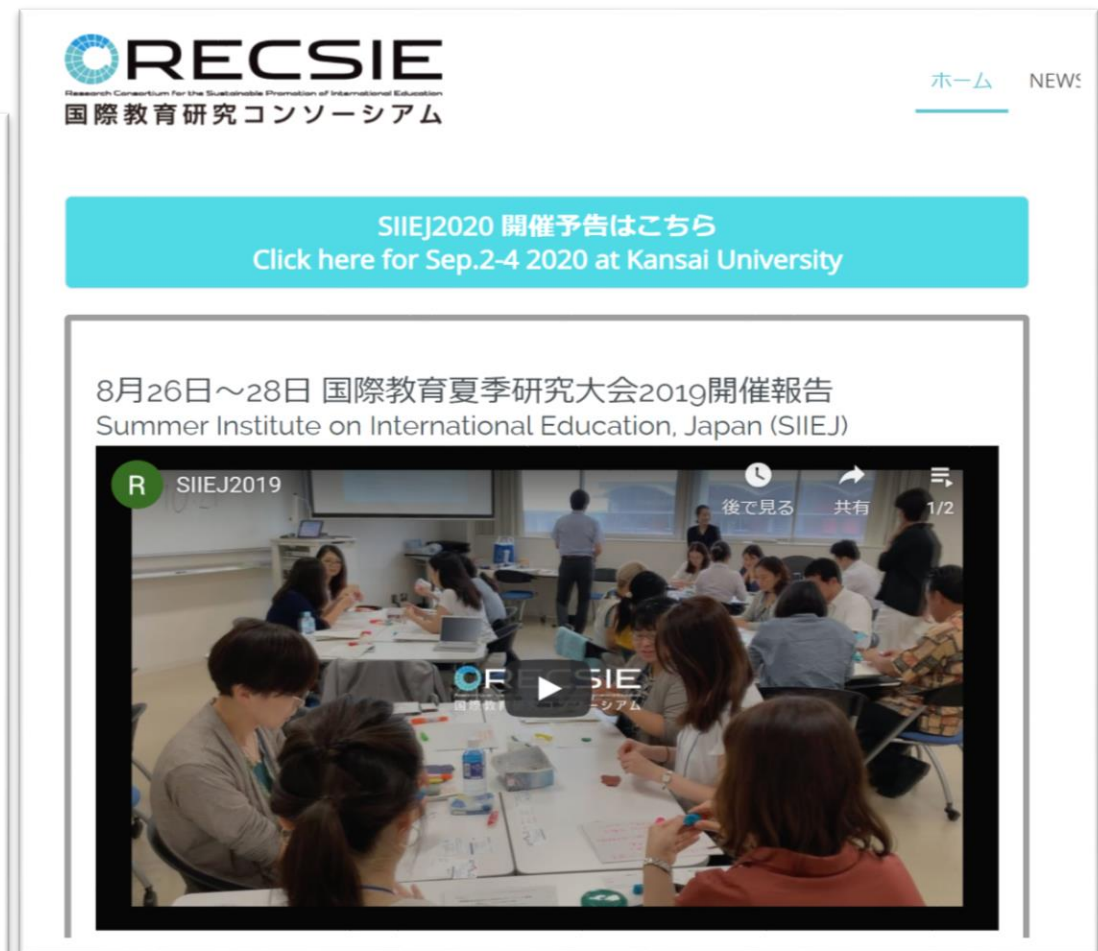 RECSIE
Research Consortium for the Sustainable Promotion of International Education
国際教育研究コンソーシアム
ホーム NEWS
SIIEJ2020 開催予告はこちら
Click here for Sep.2-4 2020 at Kansai University
8月26日～28日 国際教育夏季研究大会2019開催報告
Summer Institute on International Education, Japan (SIIEJ)
R SIIEJ2019
後で見る 共有 1/2